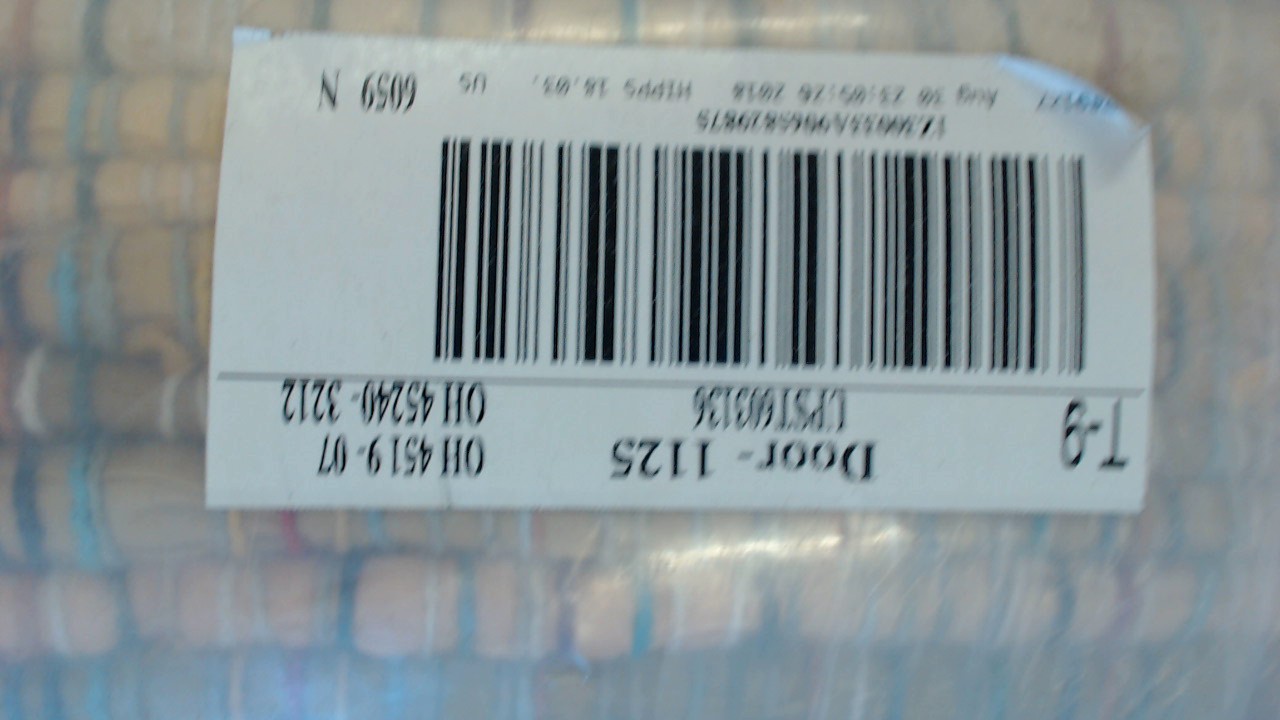 T-9 Door - 1125 OH 4519-07
OH 45240-3212
Aug 30 23:05:26 2018 HIPPS 18.03. US 6059 N